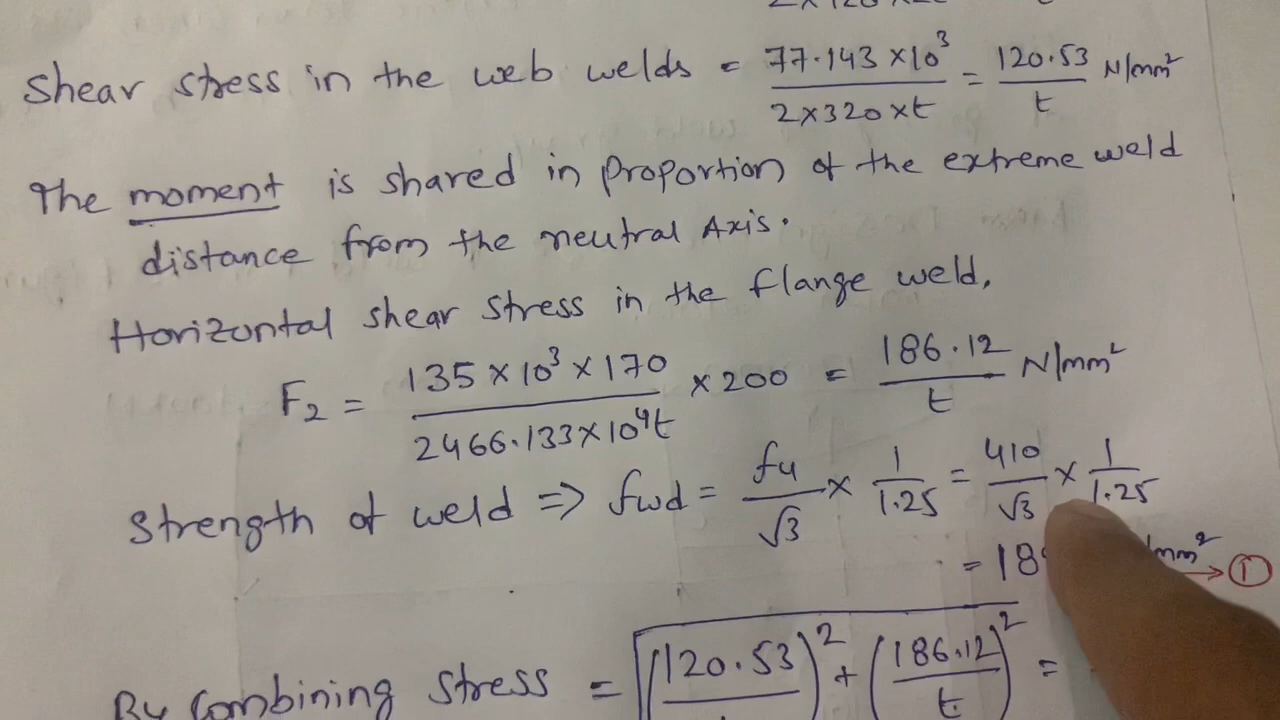 Shear stress in the web welds = 77.143 ×10³ / 2×320×t = 120.53 / t N/mm²
The moment is shared in proportion of the extreme weld
distance from the neutral Axis.
Horizontal shear stress in the flange weld,
F₂ = 135×10³×170 / 2466.133×10⁴t ×200 = 186.12 / t N/mm²
Strength of weld => fwd = fu / √3 × 1 / 1.25 = 410 / √3 × 1 / 1.25
= 18 /mm² → ①
By Combining stress = √(120.53 / )² + (186.12 / t)² =